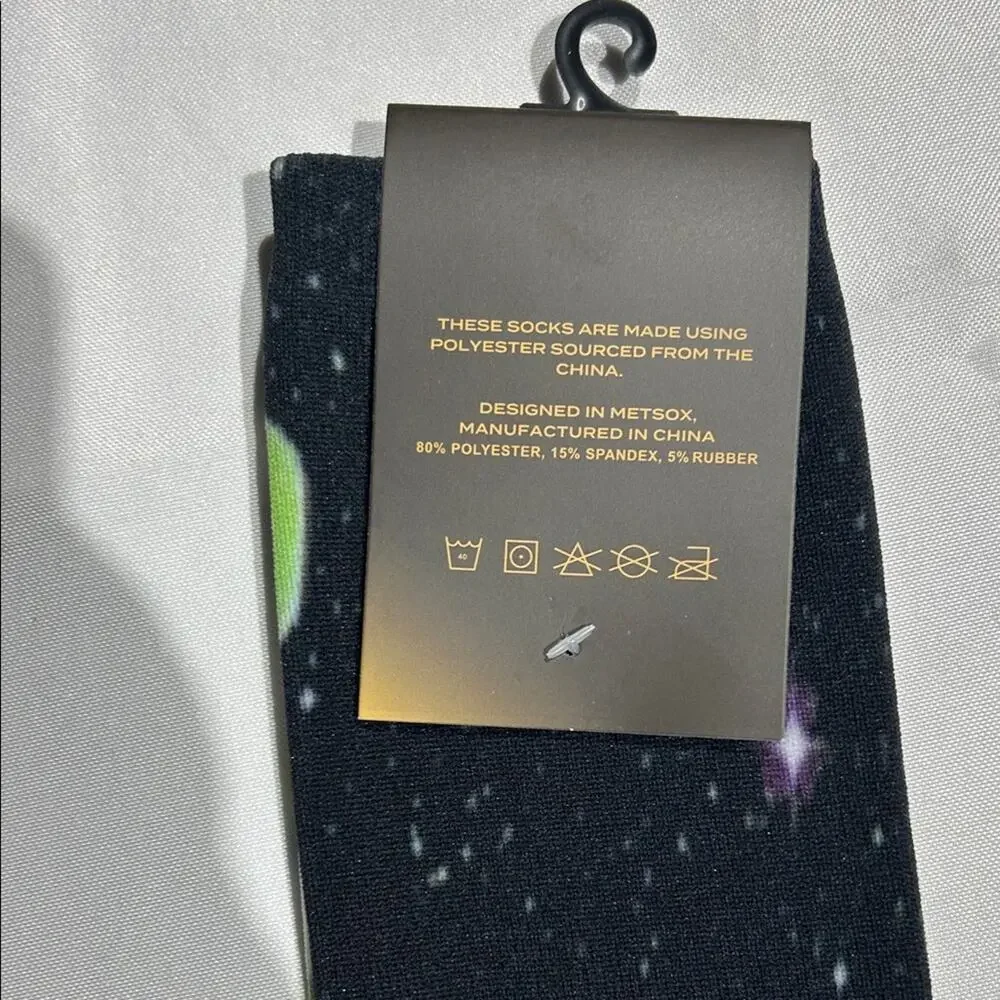 THESE SOCKS ARE MADE USING
POLYESTER SOURCED FROM THE
CHINA.
DESIGNED IN METSOX,
MANUFACTURED IN CHINA
80% POLYESTER, 15% SPANDEX, 5% RUBBER
40